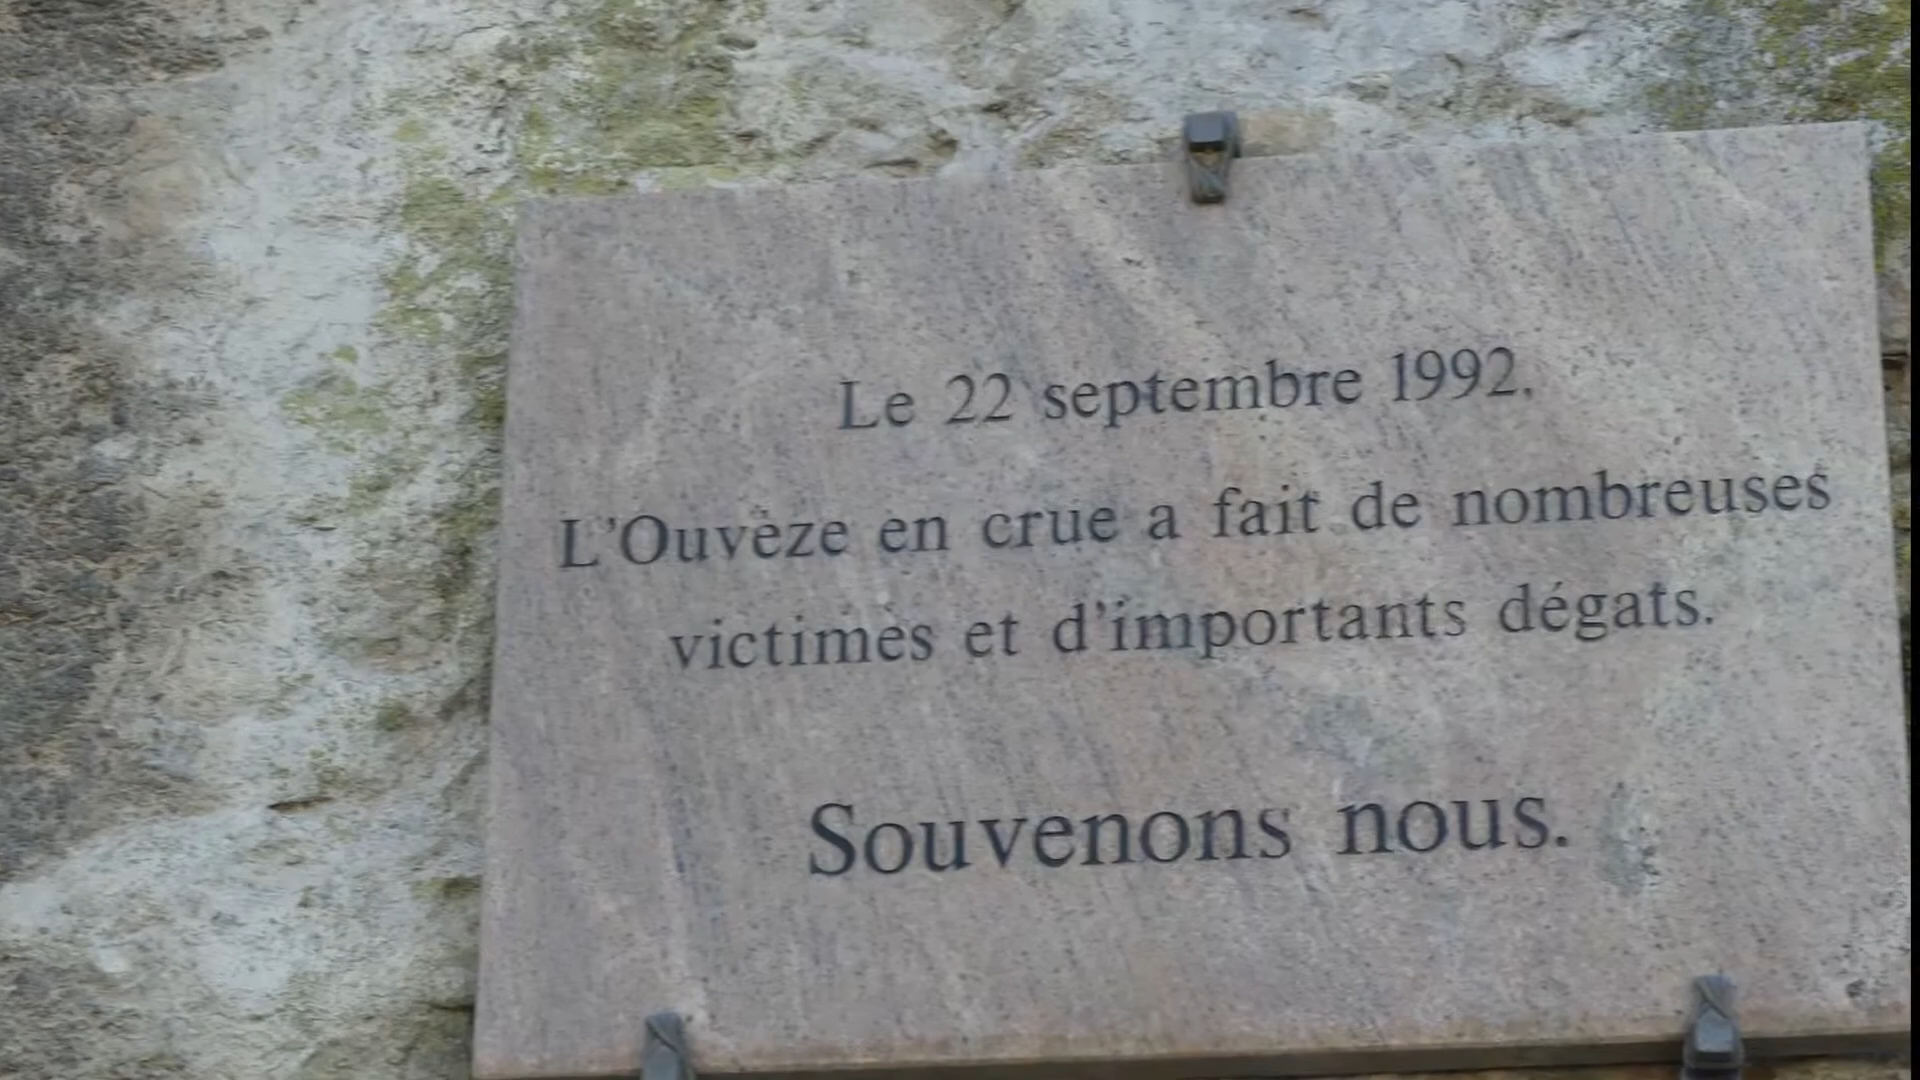 Le 22 septembre 1992.
L'Ouvèze en crue a fait de nombreuses
victimes et d'importants dégats.
Souvenons nous.